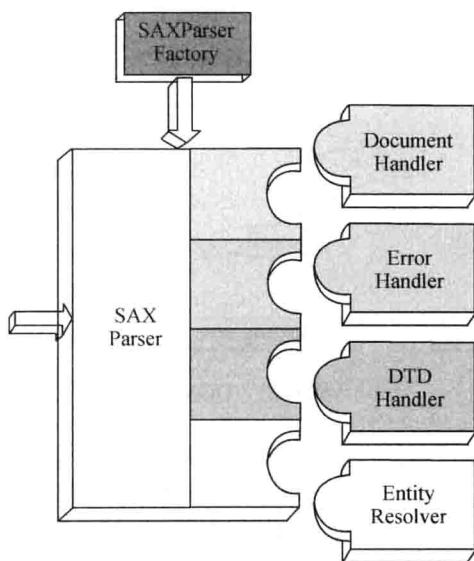 SAXParser
Factory
Document
Handler
Error
Handler
SAX
Parser
DTD
Handler
Entity
Resolver